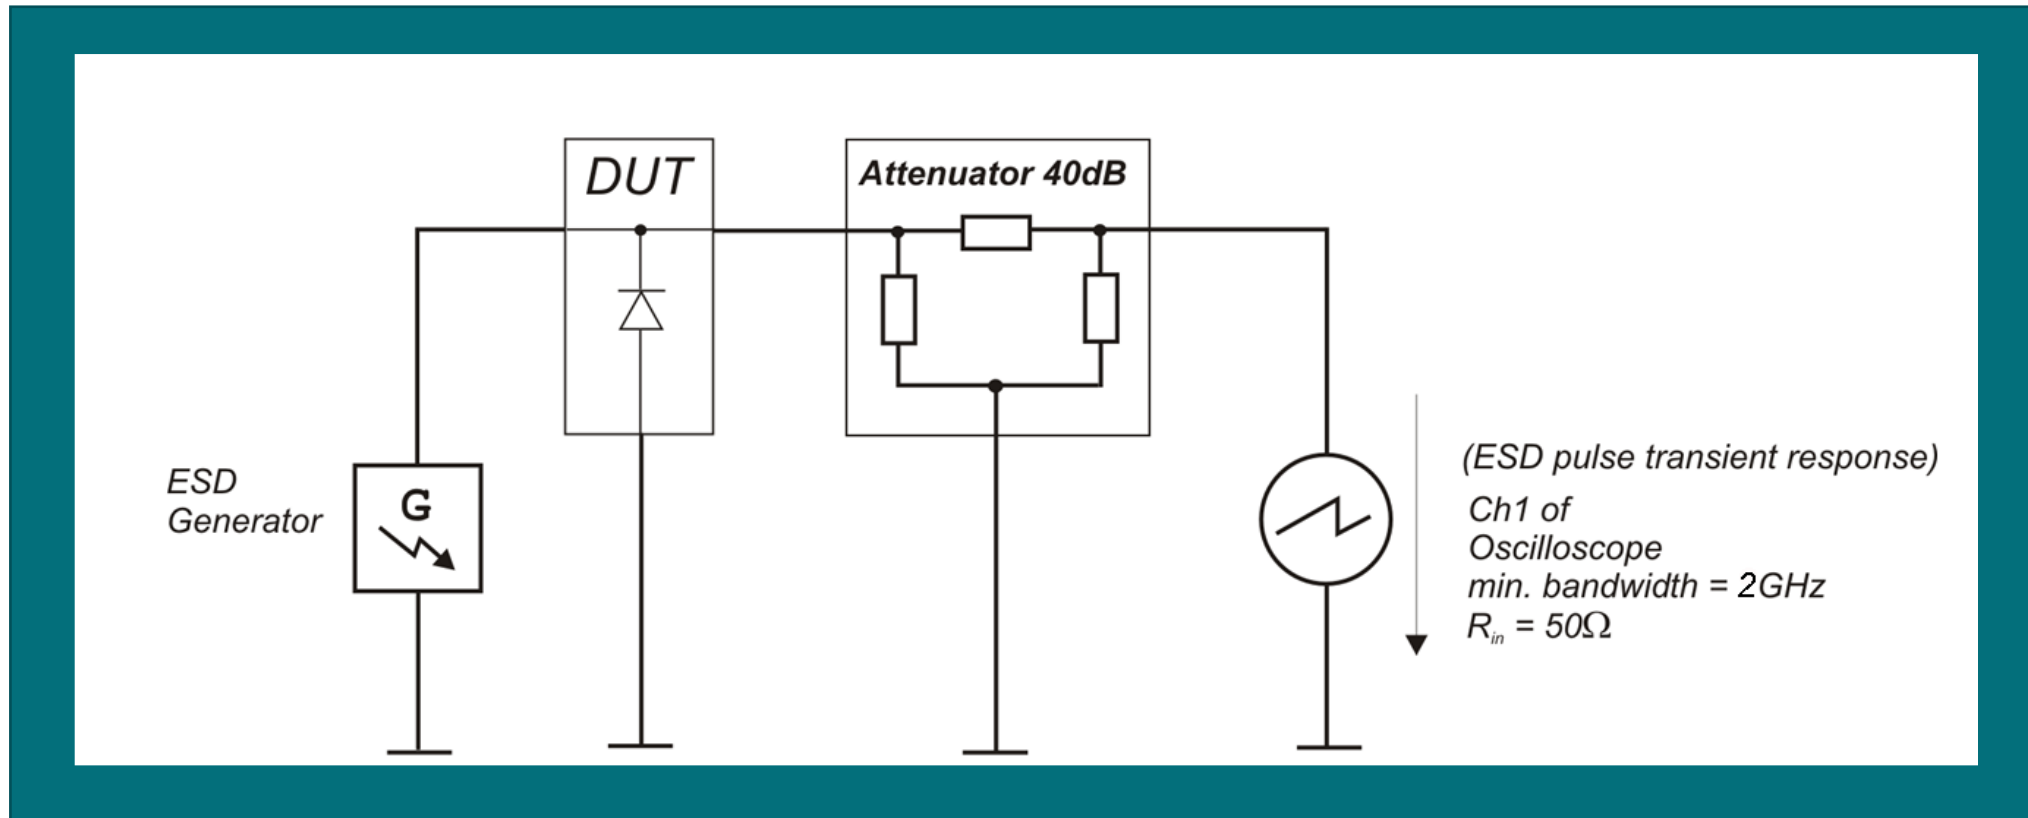 DUT
Attenuator 40dB
ESD
Generator
G
(ESD pulse transient response)
Ch1 of
Oscilloscope
min. bandwidth = 2GHz
Rin = 50Ω